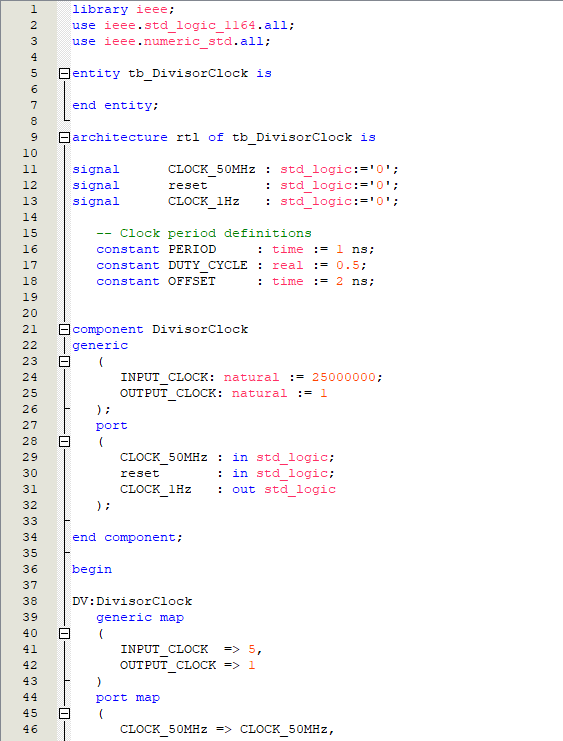 1 library ieee;
2 use ieee.std_logic_1164.all;
3 use ieee.numeric_std.all;
4
5 entity tb_DivisorClock is
6
7 end entity;
8
9 architecture rtl of tb_DivisorClock is
10
11 signal      CLOCK_50MHz : std_logic:='0';
12 signal      reset       : std_logic:='0';
13 signal      CLOCK_1Hz   : std_logic:='0';
14
15    -- Clock period definitions
16    constant PERIOD     : time := 1 ns;
17    constant DUTY_CYCLE : real := 0.5;
18    constant OFFSET     : time := 2 ns;
19
20
21 component DivisorClock
22 generic
23    (
24       INPUT_CLOCK: natural := 25000000;
25       OUTPUT_CLOCK: natural := 1
26    );
27    port
28    (
29       CLOCK_50MHz : in std_logic;
30       reset       : in std_logic;
31       CLOCK_1Hz   : out std_logic
32    );
33
34 end component;
35
36 begin
37
38 DV:DivisorClock
39    generic map
40    (
41       INPUT_CLOCK  => 5,
42       OUTPUT_CLOCK => 1
43    )
44    port map
45    (
46       CLOCK_50MHz => CLOCK_50MHz,